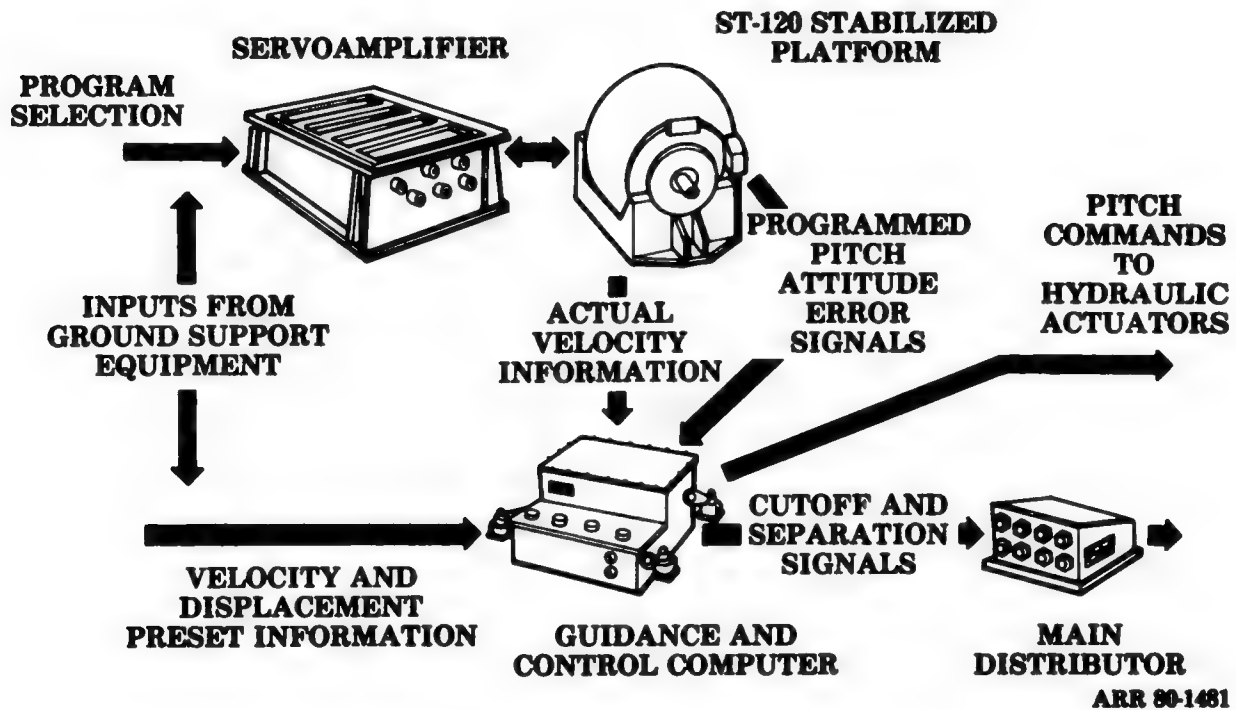 ST-120 STABILIZED
PLATFORM
SERVOAMPLIFIER
PROGRAM
SELECTION
PROGRAMMED
PITCH
ATTITUDE
ERROR
SIGNALS
PITCH
COMMANDS
TO
HYDRAULIC
ACTUATORS
INPUTS FROM
GROUND SUPPORT
EQUIPMENT
ACTUAL
VELOCITY
INFORMATION
CUTOFF AND
SEPARATION
SIGNALS
VELOCITY AND
DISPLACEMENT
PRESET INFORMATION
GUIDANCE AND
CONTROL COMPUTER
MAIN
DISTRIBUTOR
ARR 80-1481